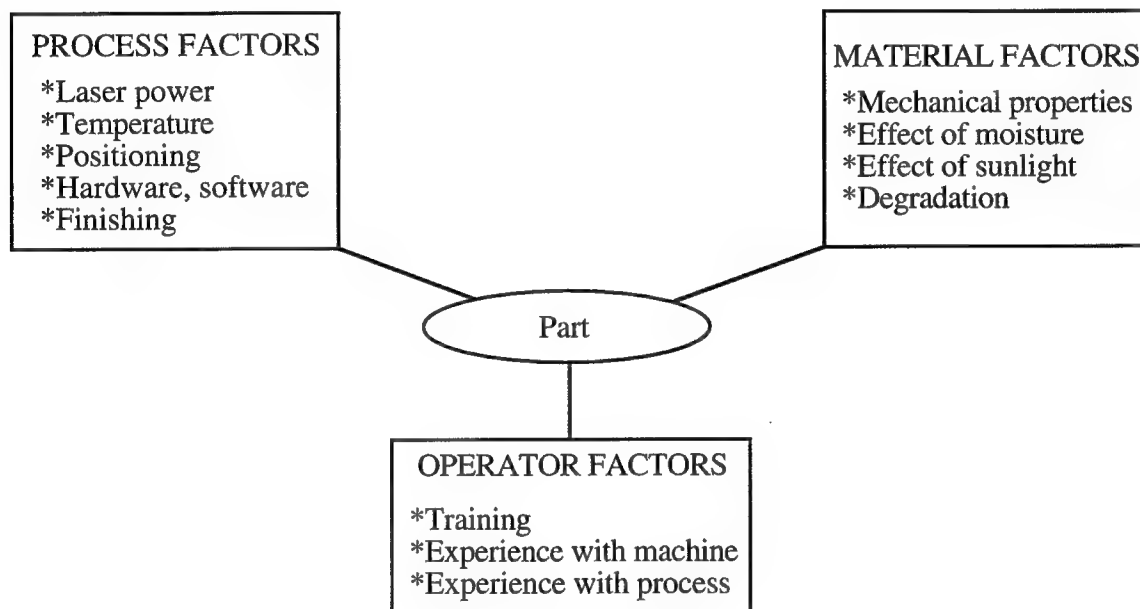 PROCESS FACTORS
*Laser power
*Temperature
*Positioning
*Hardware, software
*Finishing
MATERIAL FACTORS
*Mechanical properties
*Effect of moisture
*Effect of sunlight
*Degradation
Part
OPERATOR FACTORS
*Training
*Experience with machine
*Experience with process